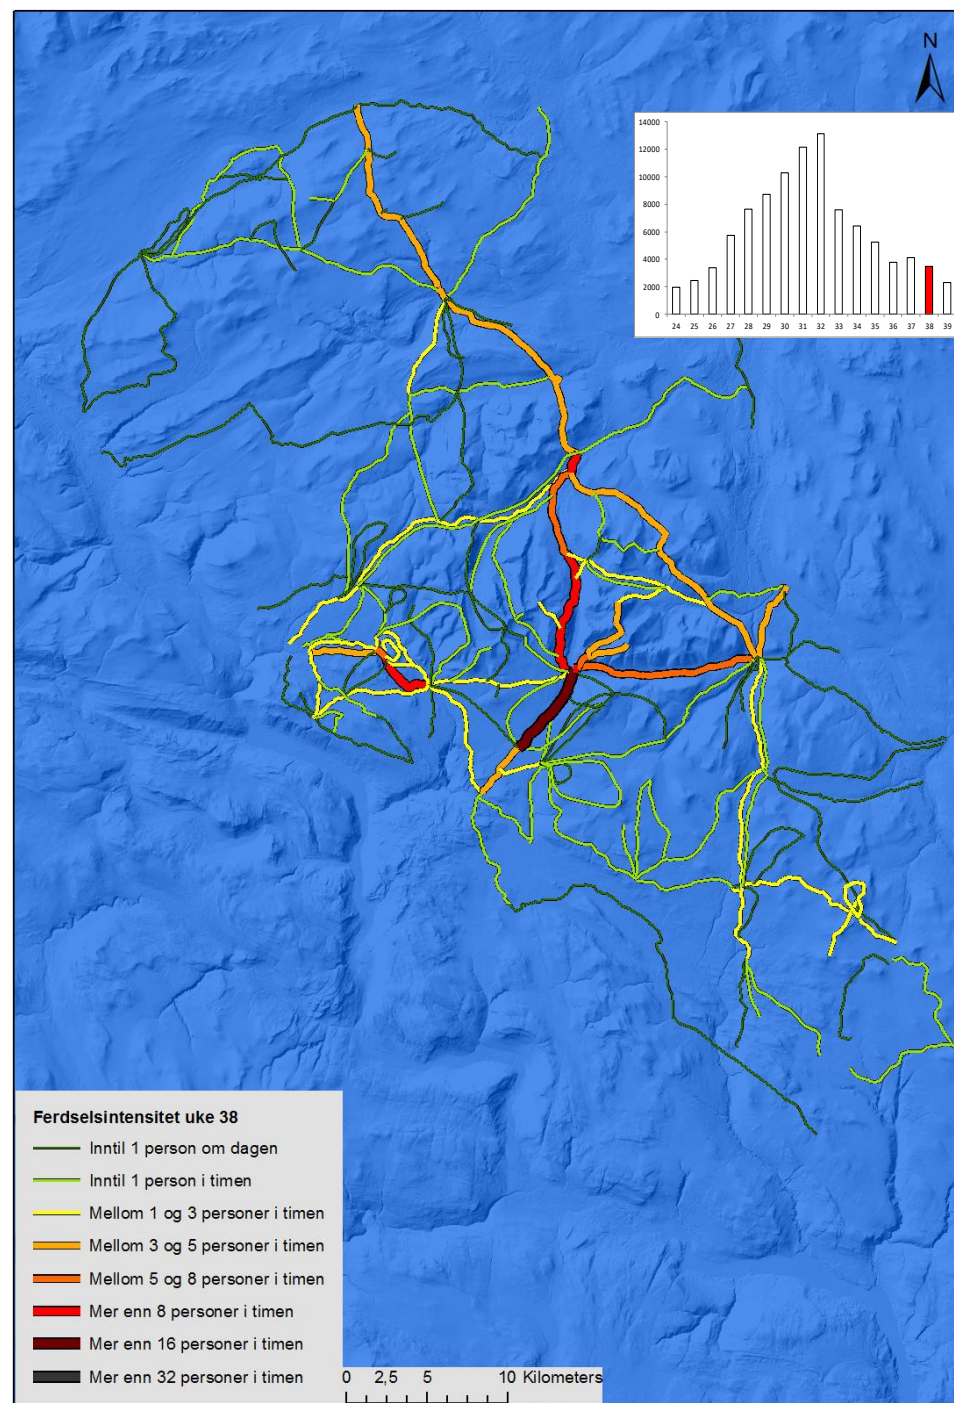 N
14000
12000
10000
8000
6000
4000
2000
0
24 25 26 27 28 29 30 31 32 33 34 35 36 37 38 39
Ferdselsintensitet uke 38
Inntil 1 person om dagen
Inntil 1 person i timen
Mellom 1 og 3 personer i timen
Mellom 3 og 5 personer i timen
Mellom 5 og 8 personer i timen
Mer enn 8 personer i timen
Mer enn 16 personer i timen
Mer enn 32 personer i timen
0 2,5 5 10 Kilometers